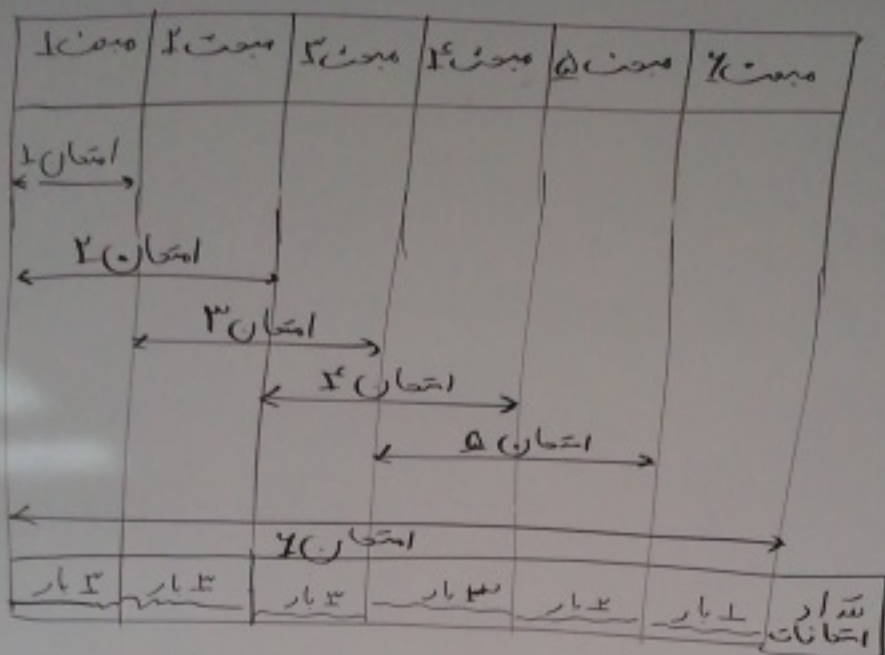 مبحث ۱ مبحث ۲ مبحث ۳ مبحث ۴ مبحث ۵ مبحث ۶
امتحان ۱
امتحان ۲
امتحان ۳
امتحان ۴
امتحان ۵
امتحان ۶
۳ بار ۳ بار ۳ بار ۳ بار ۲ بار ۱ بار تعداد
امتحانات